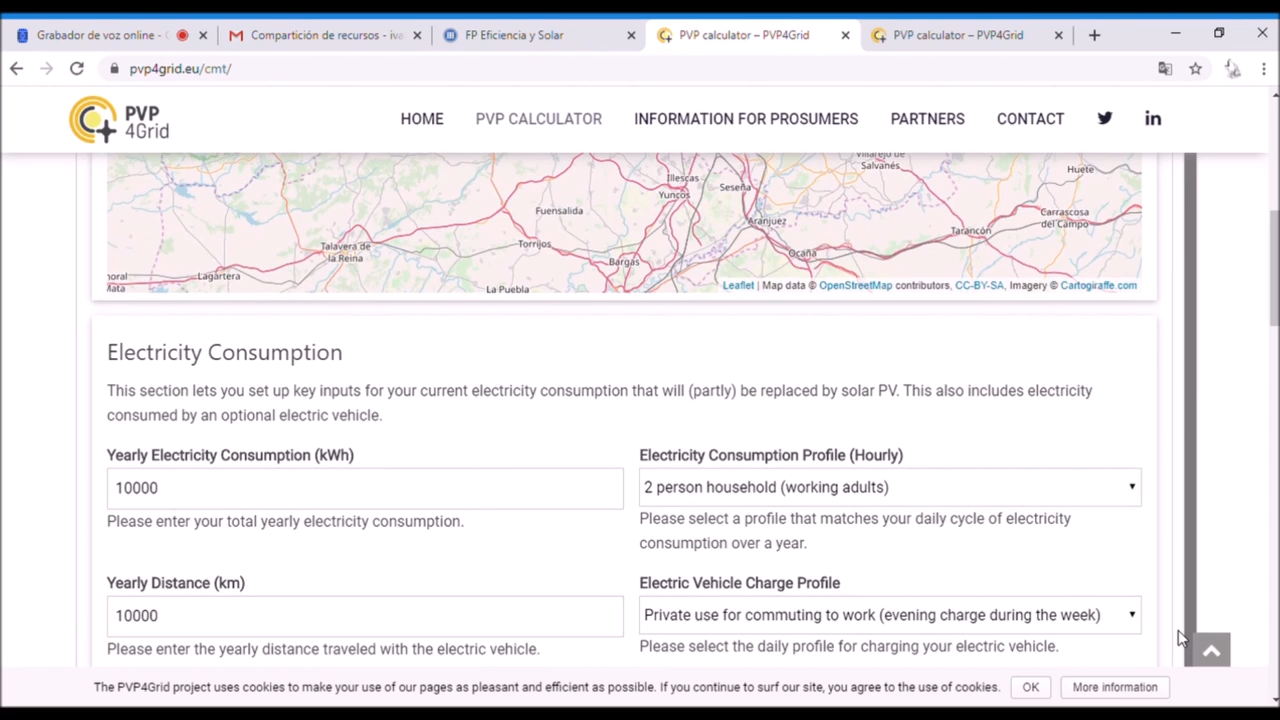 Grabador de voz online -
Compartición de recursos - iva
FP Eficiencia y Solar
PVP calculator – PVP4Grid
PVP calculator – PVP4Grid
pvp4grid.eu/cmt/
PVP
4Grid
HOME
PVP CALCULATOR
INFORMATION FOR PROSUMERS
PARTNERS
CONTACT
Villarejo de
Salvanés
Huete
Illescas
Yuncos
Seseña
Fuensalida
Aranjuez
Carrascosa
del Campo
Tarancón
Talavera de
la Reina
Torrijos
Ocaña
Bargas
Lagartera
La Puebla
Leaflet | Map data © OpenStreetMap contributors, CC-BY-SA, Imagery © Cartogiraffe.com
Electricity Consumption
This section lets you set up key inputs for your current electricity consumption that will (partly) be replaced by solar PV. This also includes electricity
consumed by an optional electric vehicle.
Yearly Electricity Consumption (kWh)
10000
Please enter your total yearly electricity consumption.
Electricity Consumption Profile (Hourly)
2 person household (working adults)
Please select a profile that matches your daily cycle of electricity
consumption over a year.
Yearly Distance (km)
10000
Please enter the yearly distance traveled with the electric vehicle.
Electric Vehicle Charge Profile
Private use for commuting to work (evening charge during the week)
Please select the daily profile for charging your electric vehicle.
The PVP4Grid project uses cookies to make your use of our pages as pleasant and efficient as possible. If you continue to surf our site, you agree to the use of cookies.
OK
More information